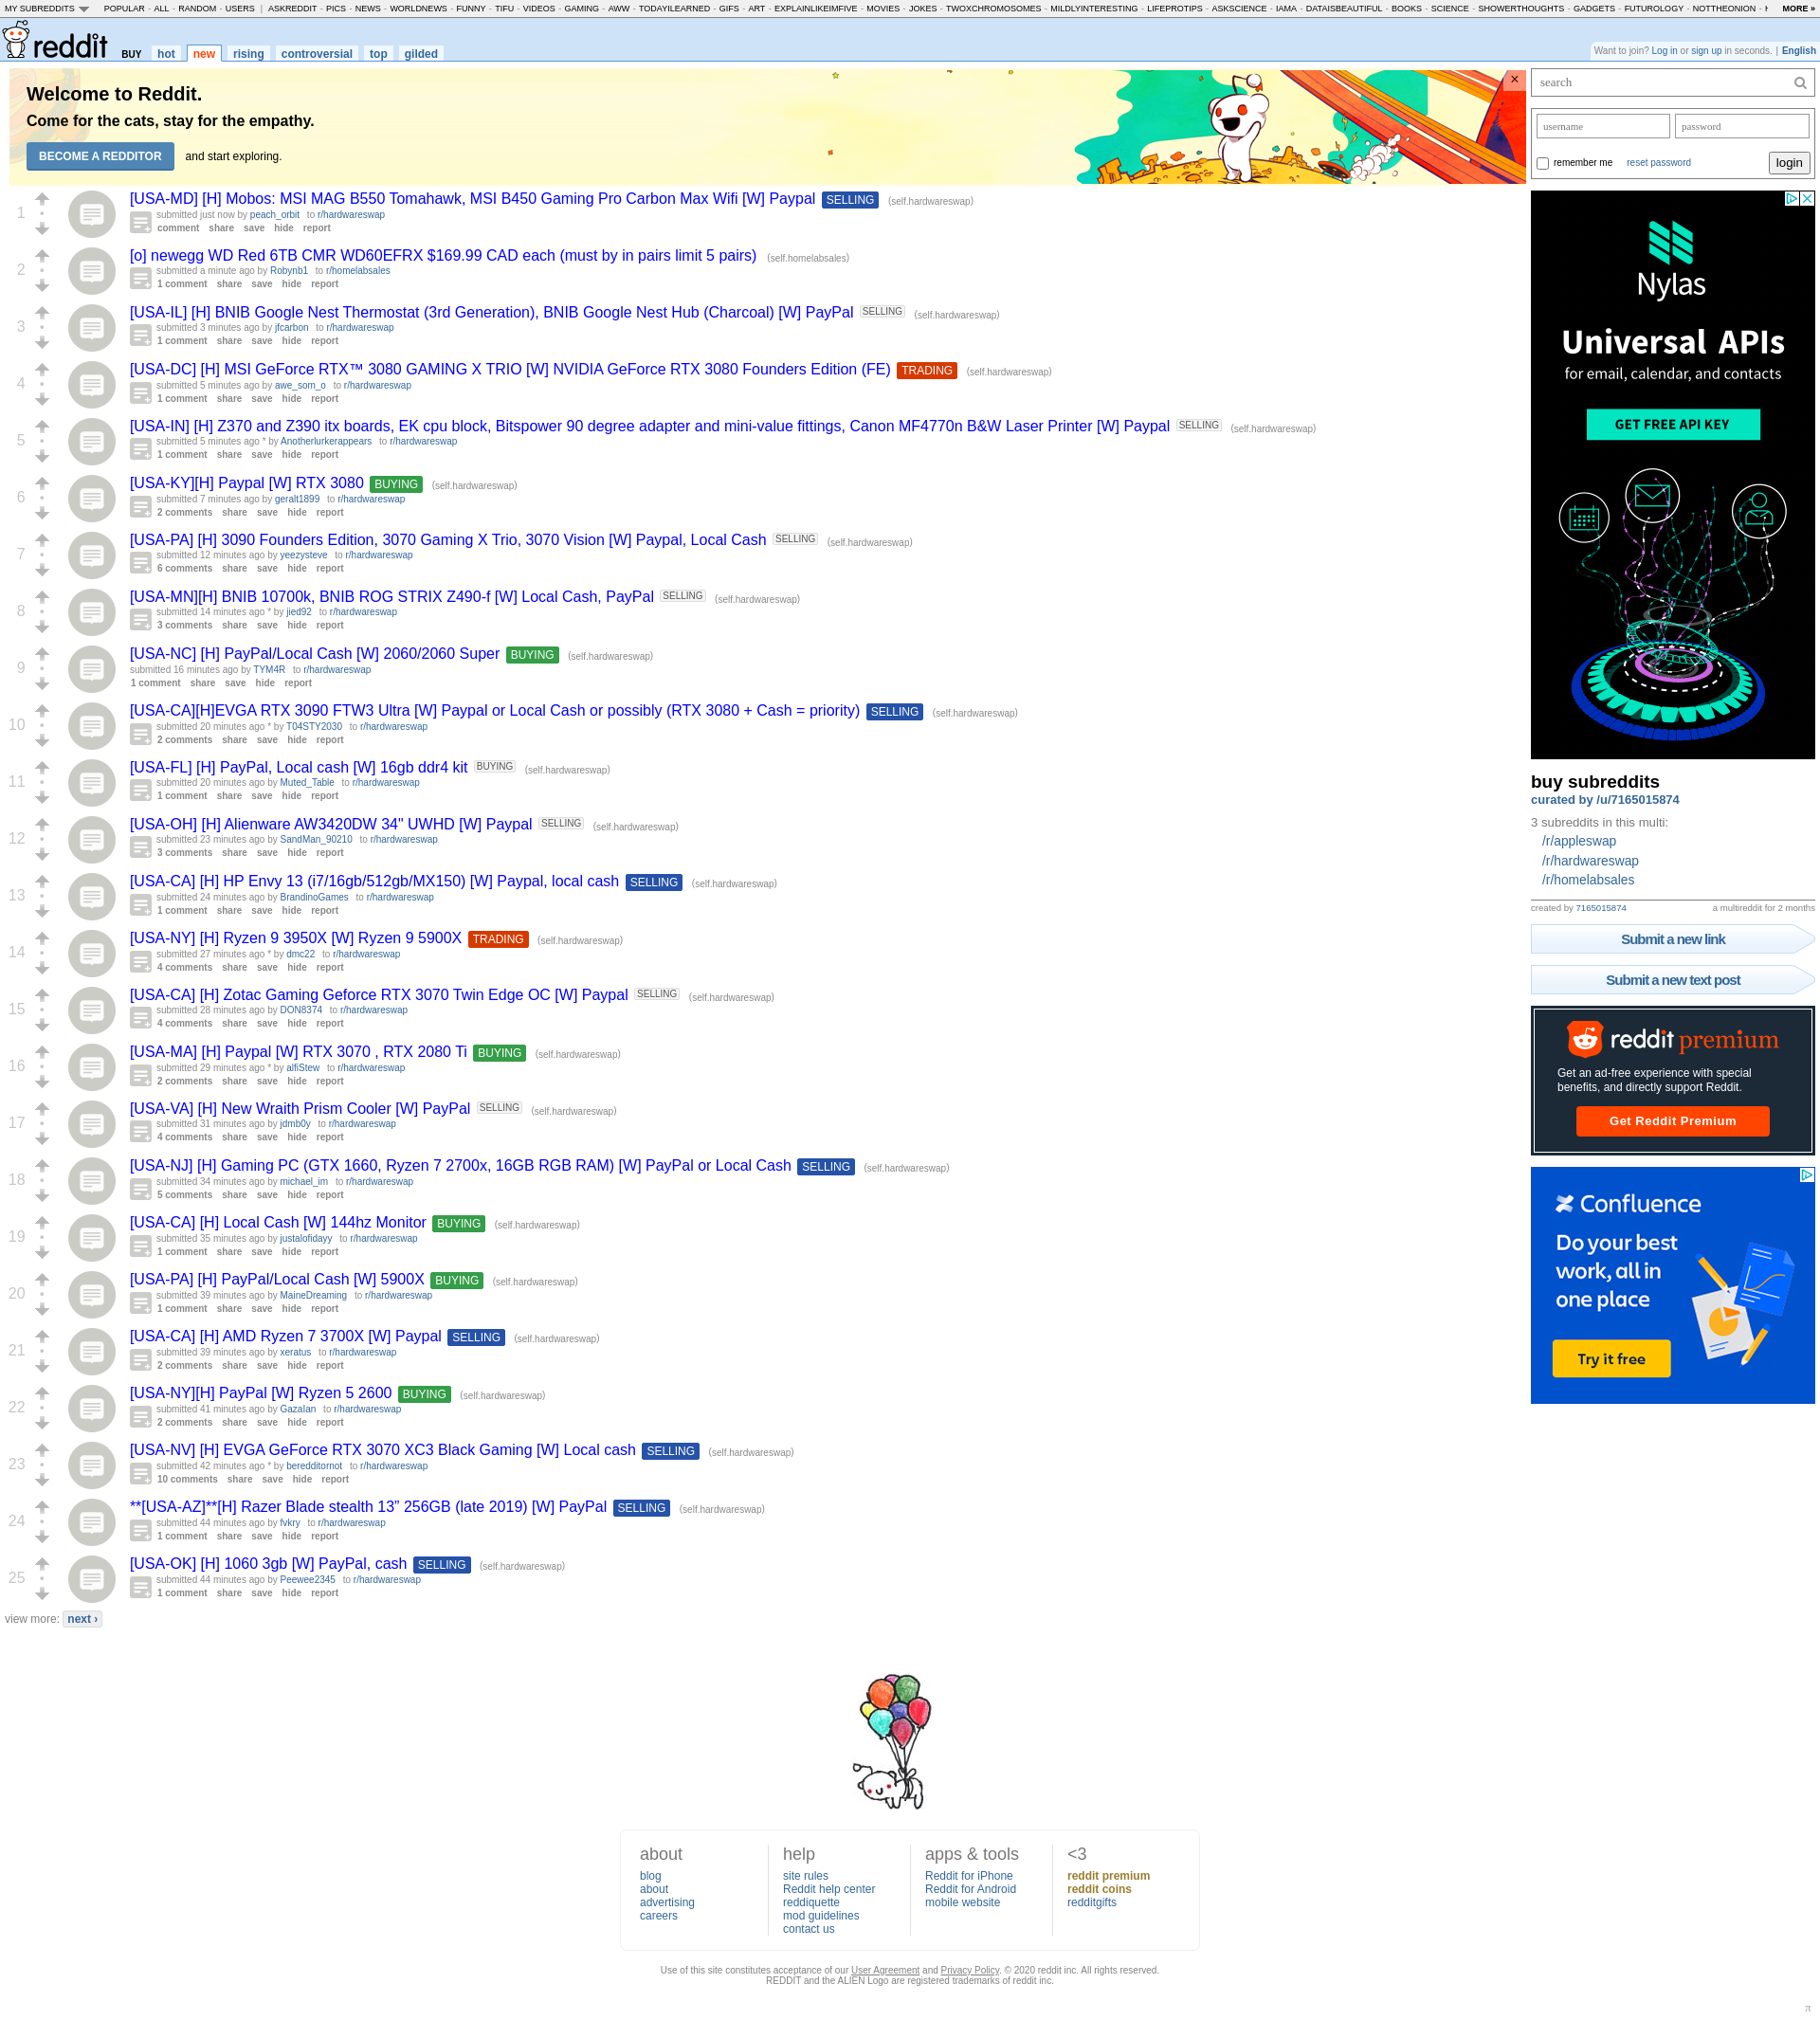 MY SUBREDDITS POPULAR - ALL - RANDOM - USERS | ASKREDDIT - PICS - NEWS - WORLDNEWS - FUNNY - TIFU - VIDEOS - GAMING - AWW - TODAYILEARNED - GIFS - ART - EXPLAINLIKEIMFIVE - MOVIES - JOKES - TWOXCHROMOSOMES - MILDLYINTERESTING - LIFEPROTIPS - ASKSCIENCE - IAMA - DATAISBEAUTIFUL - BOOKS - SCIENCE - SHOWERTHOUGHTS - GADGETS - FUTUROLOGY - NOTTHEONION - MORE »
reddit BUY hot new rising controversial top gilded
Want to join? Log in or sign up in seconds. | English
Welcome to Reddit.
Come for the cats, stay for the empathy.
BECOME A REDDITOR and start exploring.
×
1
[USA-MD] [H] Mobos: MSI MAG B550 Tomahawk, MSI B450 Gaming Pro Carbon Max Wifi [W] Paypal SELLING (self.hardwareswap)
submitted just now by peach_orbit to r/hardwareswap
comment share save hide report
2
[o] newegg WD Red 6TB CMR WD60EFRX $169.99 CAD each (must by in pairs limit 5 pairs) (self.homelabsales)
submitted a minute ago by Robynb1 to r/homelabsales
1 comment share save hide report
3
[USA-IL] [H] BNIB Google Nest Thermostat (3rd Generation), BNIB Google Nest Hub (Charcoal) [W] PayPal SELLING (self.hardwareswap)
submitted 3 minutes ago by jfcarbon to r/hardwareswap
1 comment share save hide report
4
[USA-DC] [H] MSI GeForce RTX™ 3080 GAMING X TRIO [W] NVIDIA GeForce RTX 3080 Founders Edition (FE) TRADING (self.hardwareswap)
submitted 5 minutes ago by awe_som_o to r/hardwareswap
1 comment share save hide report
5
[USA-IN] [H] Z370 and Z390 itx boards, EK cpu block, Bitspower 90 degree adapter and mini-value fittings, Canon MF4770n B&W Laser Printer [W] Paypal SELLING (self.hardwareswap)
submitted 5 minutes ago * by Anotherlurkerappears to r/hardwareswap
1 comment share save hide report
6
[USA-KY][H] Paypal [W] RTX 3080 BUYING (self.hardwareswap)
submitted 7 minutes ago by geralt1899 to r/hardwareswap
2 comments share save hide report
7
[USA-PA] [H] 3090 Founders Edition, 3070 Gaming X Trio, 3070 Vision [W] Paypal, Local Cash SELLING (self.hardwareswap)
submitted 12 minutes ago by yeezysteve to r/hardwareswap
6 comments share save hide report
8
[USA-MN][H] BNIB 10700k, BNIB ROG STRIX Z490-f [W] Local Cash, PayPal SELLING (self.hardwareswap)
submitted 14 minutes ago * by jied92 to r/hardwareswap
3 comments share save hide report
9
[USA-NC] [H] PayPal/Local Cash [W] 2060/2060 Super BUYING (self.hardwareswap)
submitted 16 minutes ago by TYM4R to r/hardwareswap
1 comment share save hide report
10
[USA-CA][H]EVGA RTX 3090 FTW3 Ultra [W] Paypal or Local Cash or possibly (RTX 3080 + Cash = priority) SELLING (self.hardwareswap)
submitted 20 minutes ago * by T04STY2030 to r/hardwareswap
2 comments share save hide report
11
[USA-FL] [H] PayPal, Local cash [W] 16gb ddr4 kit BUYING (self.hardwareswap)
submitted 20 minutes ago by Muted_Table to r/hardwareswap
1 comment share save hide report
12
[USA-OH] [H] Alienware AW3420DW 34" UWHD [W] Paypal SELLING (self.hardwareswap)
submitted 23 minutes ago by SandMan_90210 to r/hardwareswap
3 comments share save hide report
13
[USA-CA] [H] HP Envy 13 (i7/16gb/512gb/MX150) [W] Paypal, local cash SELLING (self.hardwareswap)
submitted 24 minutes ago by BrandinoGames to r/hardwareswap
1 comment share save hide report
14
[USA-NY] [H] Ryzen 9 3950X [W] Ryzen 9 5900X TRADING (self.hardwareswap)
submitted 27 minutes ago * by dmc22 to r/hardwareswap
4 comments share save hide report
15
[USA-CA] [H] Zotac Gaming Geforce RTX 3070 Twin Edge OC [W] Paypal SELLING (self.hardwareswap)
submitted 28 minutes ago by DON8374 to r/hardwareswap
4 comments share save hide report
16
[USA-MA] [H] Paypal [W] RTX 3070 , RTX 2080 Ti BUYING (self.hardwareswap)
submitted 29 minutes ago * by alfiStew to r/hardwareswap
2 comments share save hide report
17
[USA-VA] [H] New Wraith Prism Cooler [W] PayPal SELLING (self.hardwareswap)
submitted 31 minutes ago by jdmb0y to r/hardwareswap
4 comments share save hide report
18
[USA-NJ] [H] Gaming PC (GTX 1660, Ryzen 7 2700x, 16GB RGB RAM) [W] PayPal or Local Cash SELLING (self.hardwareswap)
submitted 34 minutes ago by michael_im to r/hardwareswap
5 comments share save hide report
19
[USA-CA] [H] Local Cash [W] 144hz Monitor BUYING (self.hardwareswap)
submitted 35 minutes ago by justalofidayy to r/hardwareswap
1 comment share save hide report
20
[USA-PA] [H] PayPal/Local Cash [W] 5900X BUYING (self.hardwareswap)
submitted 39 minutes ago by MaineDreaming to r/hardwareswap
1 comment share save hide report
21
[USA-CA] [H] AMD Ryzen 7 3700X [W] Paypal SELLING (self.hardwareswap)
submitted 39 minutes ago by xeratus to r/hardwareswap
2 comments share save hide report
22
[USA-NY][H] PayPal [W] Ryzen 5 2600 BUYING (self.hardwareswap)
submitted 41 minutes ago by GazaIan to r/hardwareswap
2 comments share save hide report
23
[USA-NV] [H] EVGA GeForce RTX 3070 XC3 Black Gaming [W] Local cash SELLING (self.hardwareswap)
submitted 42 minutes ago * by beredditornot to r/hardwareswap
10 comments share save hide report
24
**[USA-AZ]**[H] Razer Blade stealth 13” 256GB (late 2019) [W] PayPal SELLING (self.hardwareswap)
submitted 44 minutes ago by fvkry to r/hardwareswap
1 comment share save hide report
25
[USA-OK] [H] 1060 3gb [W] PayPal, cash SELLING (self.hardwareswap)
submitted 44 minutes ago by Peewee2345 to r/hardwareswap
1 comment share save hide report
view more: next ›
search
username password
remember me reset password login
Nylas
Universal APIs
for email, calendar, and contacts
GET FREE API KEY
buy subreddits
curated by /u/7165015874
3 subreddits in this multi:
/r/appleswap
/r/hardwareswap
/r/homelabsales
created by 7165015874 a multireddit for 2 months
Submit a new link
Submit a new text post
reddit premium
Get an ad-free experience with special
benefits, and directly support Reddit.
Get Reddit Premium
Confluence
Do your best
work, all in
one place
Try it free
about
blog
about
advertising
careers
help
site rules
Reddit help center
reddiquette
mod guidelines
contact us
apps & tools
Reddit for iPhone
Reddit for Android
mobile website
<3
reddit premium
reddit coins
redditgifts
Use of this site constitutes acceptance of our User Agreement and Privacy Policy. © 2020 reddit inc. All rights reserved.
REDDIT and the ALIEN Logo are registered trademarks of reddit inc.
π